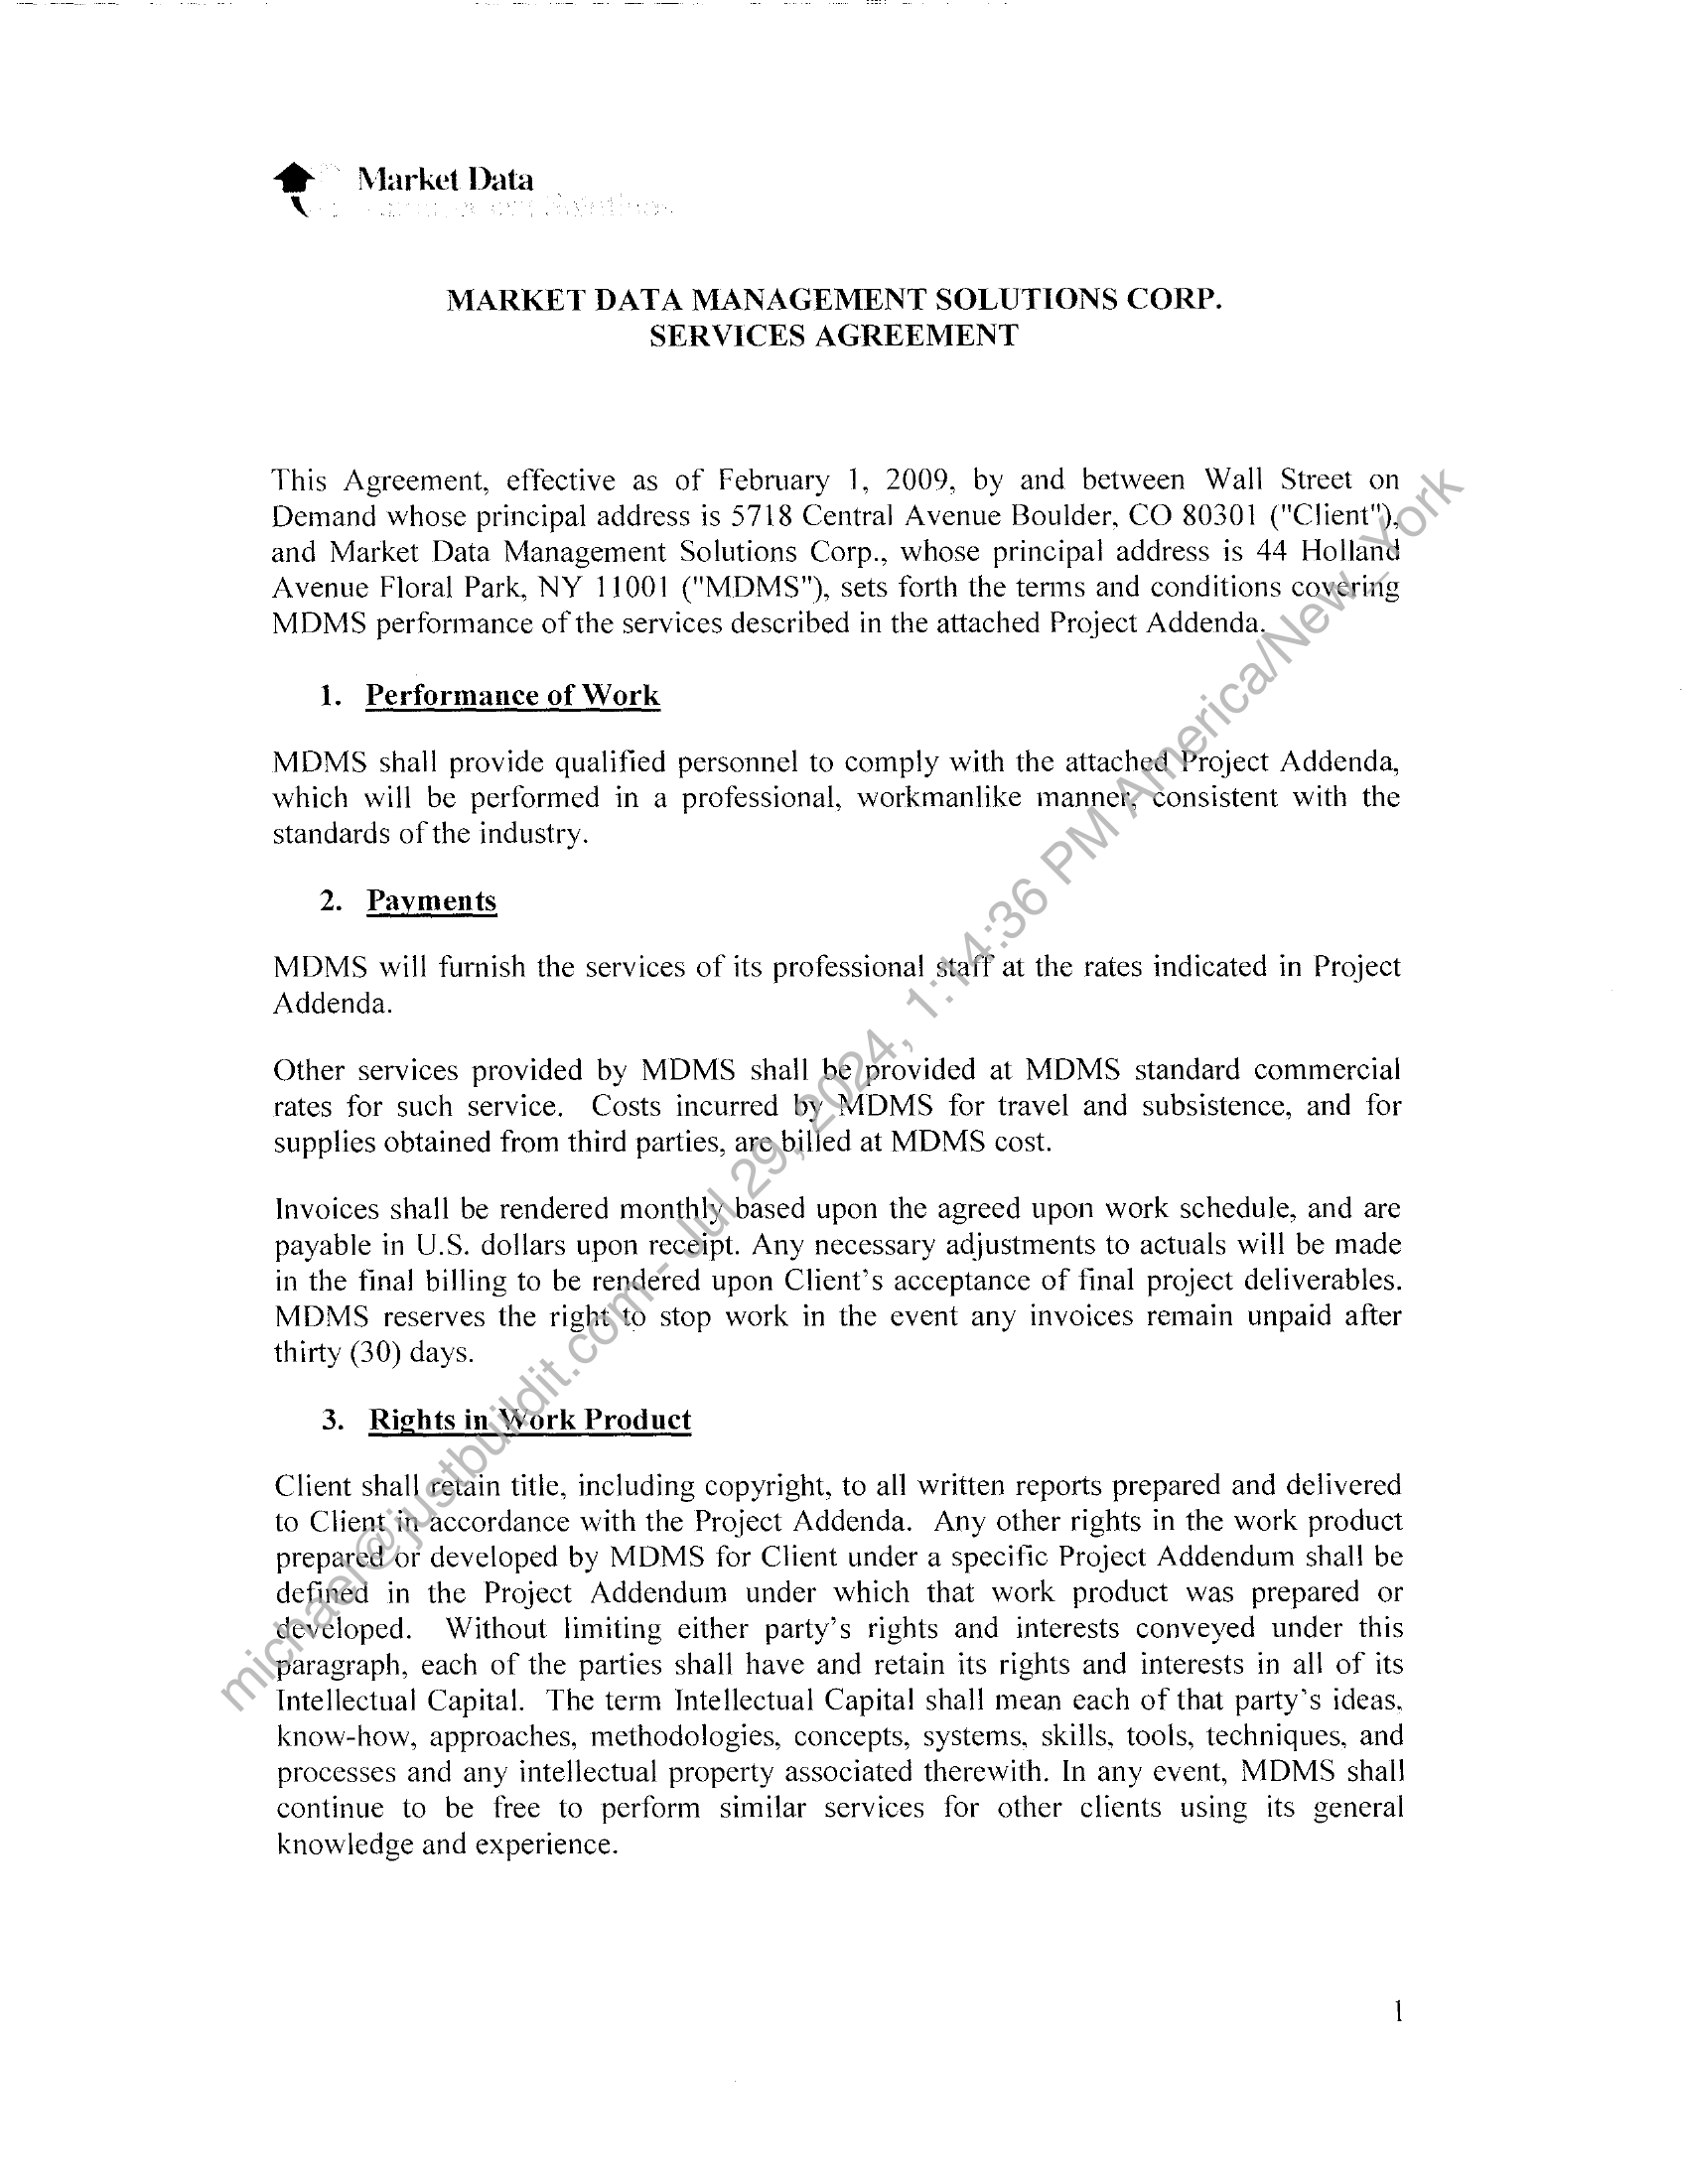 Market Data
MARKET DATA MANAGEMENT SOLUTIONS CORP.
SERVICES AGREEMENT
This Agreement, effective as of February 1, 2009, by and between Wall Street on
Demand whose principal address is 5718 Central Avenue Boulder, CO 80301 ("Client"),
and Market Data Management Solutions Corp., whose principal address is 44 Holland
Avenue Floral Park, NY 11001 ("MDMS"), sets forth the terms and conditions covering
MDMS performance of the services described in the attached Project Addenda.
1. Performance of Work
MDMS shall provide qualified personnel to comply with the attached Project Addenda,
which will be performed in a professional, workmanlike manner, consistent with the
standards of the industry.
2. Payments
MDMS will furnish the services of its professional staff at the rates indicated in Project
Addenda.
Other services provided by MDMS shall be provided at MDMS standard commercial
rates for such service. Costs incurred by MDMS for travel and subsistence, and for
supplies obtained from third parties, are billed at MDMS cost.
Invoices shall be rendered monthly based upon the agreed upon work schedule, and are
payable in U.S. dollars upon receipt. Any necessary adjustments to actuals will be made
in the final billing to be rendered upon Client's acceptance of final project deliverables.
MDMS reserves the right to stop work in the event any invoices remain unpaid after
thirty (30) days.
3. Rights in Work Product
Client shall retain title, including copyright, to all written reports prepared and delivered
to Client in accordance with the Project Addenda. Any other rights in the work product
prepared or developed by MDMS for Client under a specific Project Addendum shall be
defined in the Project Addendum under which that work product was prepared or
developed. Without limiting either party's rights and interests conveyed under this
paragraph, each of the parties shall have and retain its rights and interests in all of its
Intellectual Capital. The term Intellectual Capital shall mean each of that party's ideas,
know-how, approaches, methodologies, concepts, systems, skills, tools, techniques, and
processes and any intellectual property associated therewith. In any event, MDMS shall
continue to be free to perform similar services for other clients using its general
knowledge and experience.
1
michael@justbuildit.com - Jul 29, 2024, 1:14:36 PM America/New_York